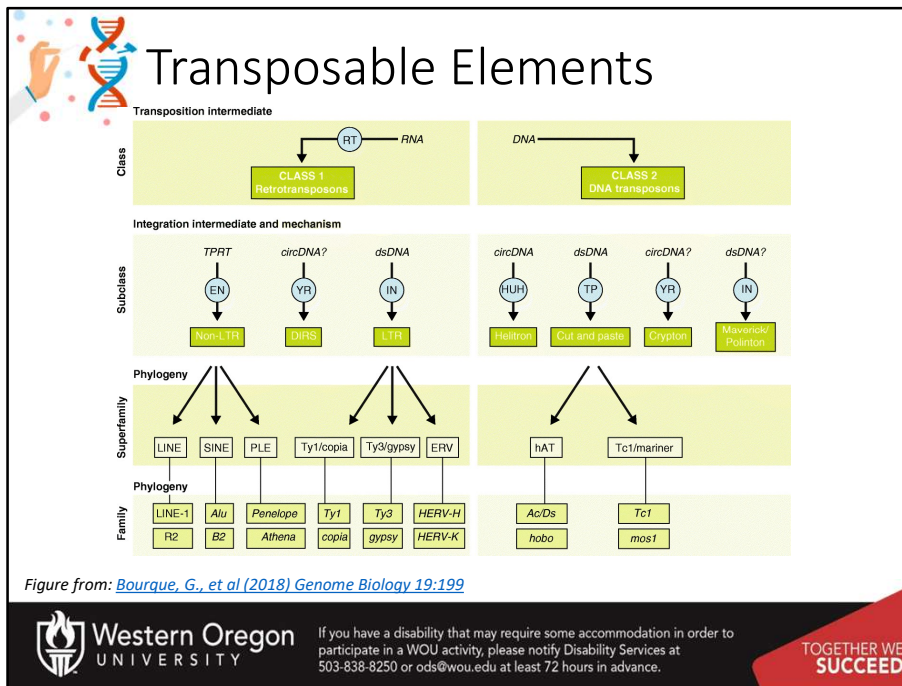 Transposable Elements
Transposition intermediate
Class
RT
RNA
CLASS 1
Retrotransposons
DNA
CLASS 2
DNA transposons
Integration intermediate and mechanism
Subclass
TPRT circDNA? dsDNA circDNA dsDNA circDNA? dsDNA?
EN YR IN HUH TP YR IN
Non-LTR DIRS LTR Helitron Cut and paste Crypton Maverick/
Polinton
Phylogeny
Superfamily
LINE SINE PLE Ty1/copia Ty3/gypsy ERV hAT Tc1/mariner
Phylogeny
Family
LINE-1 Alu Penelope Ty1 Ty3 HERV-H Ac/Ds Tc1
R2 B2 Athena copia gypsy HERV-K hobo mos1
Figure from: Bourque, G., et al (2018) Genome Biology 19:199
Western Oregon
UNIVERSITY
If you have a disability that may require some accommodation in order to
participate in a WOU activity, please notify Disability Services at
503-838-8250 or ods@wou.edu at least 72 hours in advance.
TOGETHER WE
SUCCEED